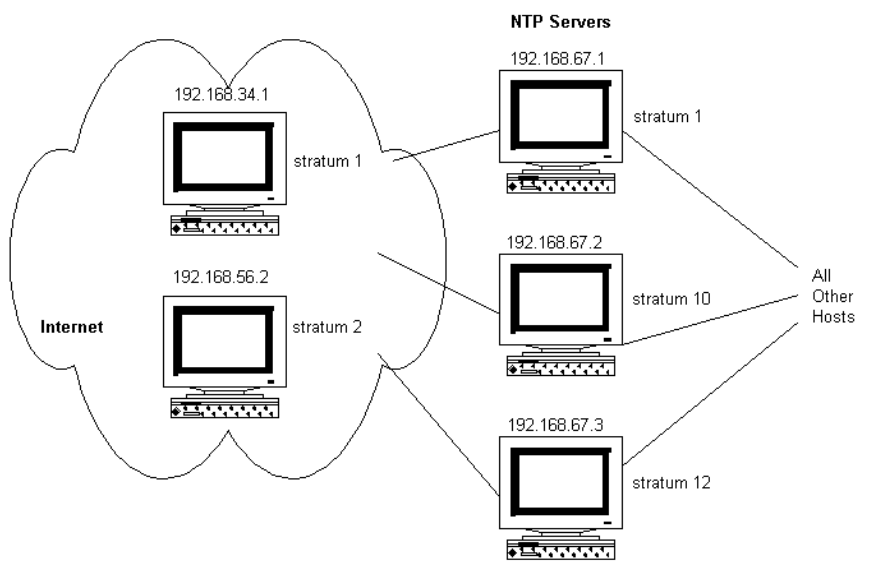 NTP Servers
192.168.67.1
192.168.34.1
stratum 1
stratum 1
192.168.67.2
192.168.56.2
All
Other
Hosts
stratum 10
Internet
stratum 2
192.168.67.3
stratum 12